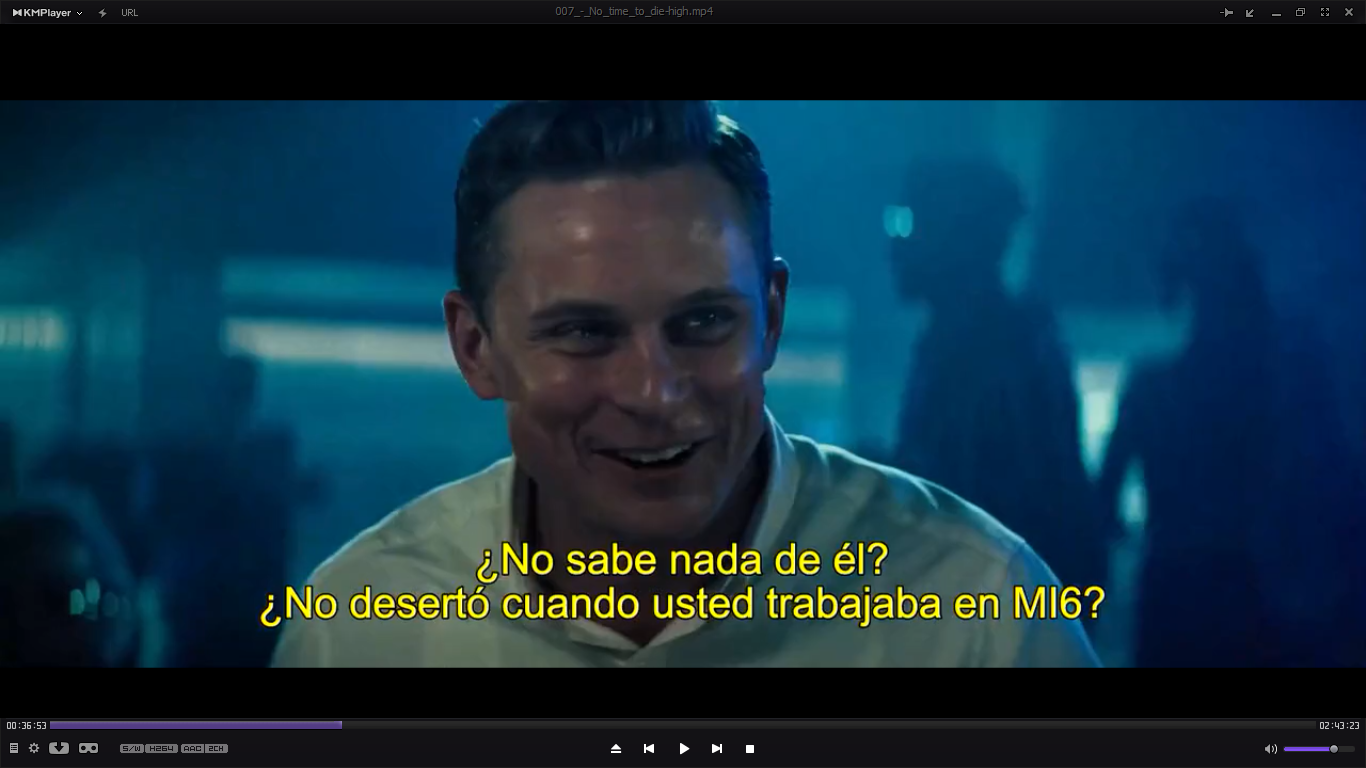 KMPlayer
URL
007_-_No_time_to_die-high.mp4
¿No sabe nada de él?
¿No desertó cuando usted trabajaba en MI6?
00:36:53
02:43:23
S/W H264 AAC 2CH